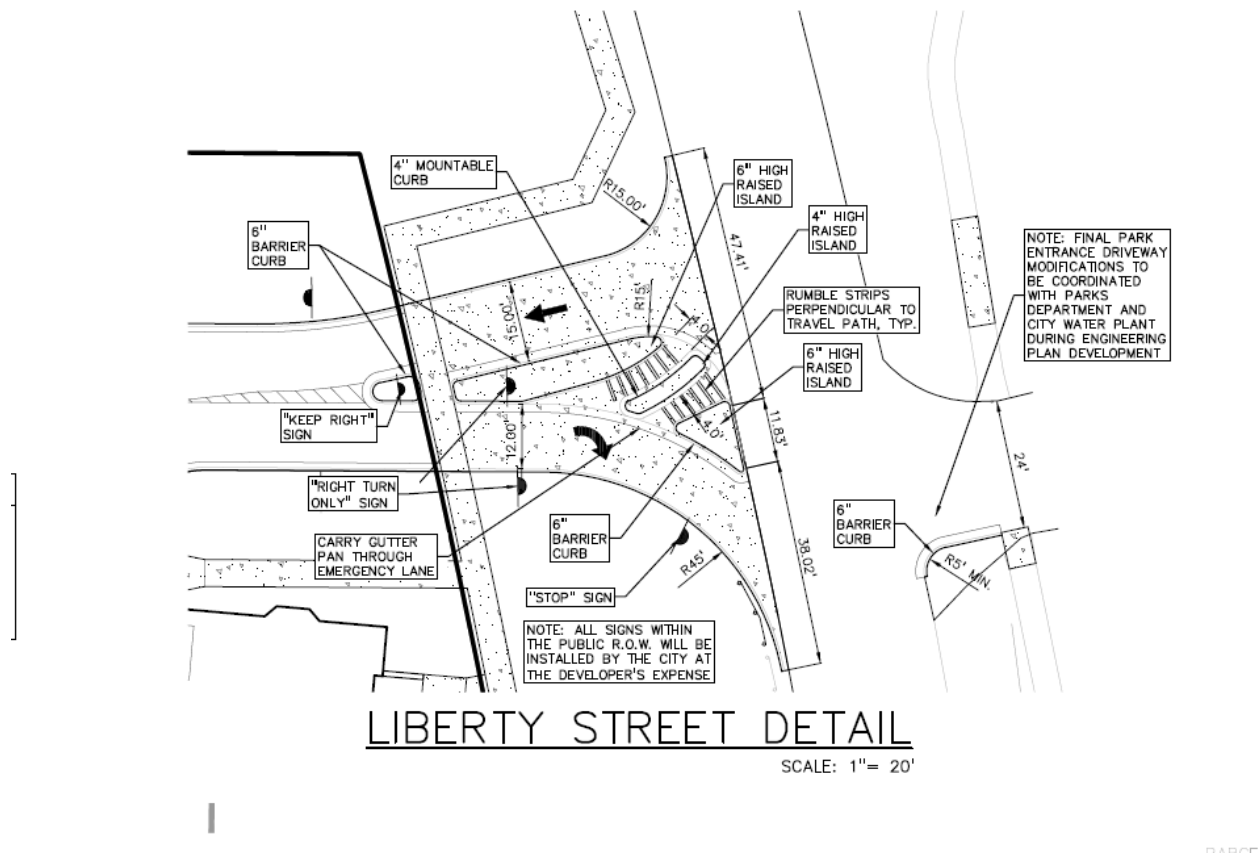 4" MOUNTABLE
CURB
6" HIGH
RAISED
ISLAND
R15.00'
6"
BARRIER
CURB
47.41'
4" HIGH
RAISED
ISLAND
NOTE: FINAL PARK
ENTRANCE DRIVEWAY
MODIFICATIONS TO
BE COORDINATED
WITH PARKS
DEPARTMENT AND
CITY WATER PLANT
DURING ENGINEERING
PLAN DEVELOPMENT
15.00'
R15'
4.0'
RUMBLE STRIPS
PERPENDICULAR TO
TRAVEL PATH, TYP.
6" HIGH
RAISED
ISLAND
"KEEP RIGHT"
SIGN
12.00'
4.0'
11.83'
24'
"RIGHT TURN
ONLY" SIGN
6"
BARRIER
CURB
6"
BARRIER
CURB
CARRY GUTTER
PAN THROUGH
EMERGENCY LANE
R45'
38.02'
R5' MIN.
"STOP" SIGN
NOTE: ALL SIGNS WITHIN
THE PUBLIC R.O.W. WILL BE
INSTALLED BY THE CITY AT
THE DEVELOPER'S EXPENSE
LIBERTY STREET DETAIL
SCALE: 1"= 20'